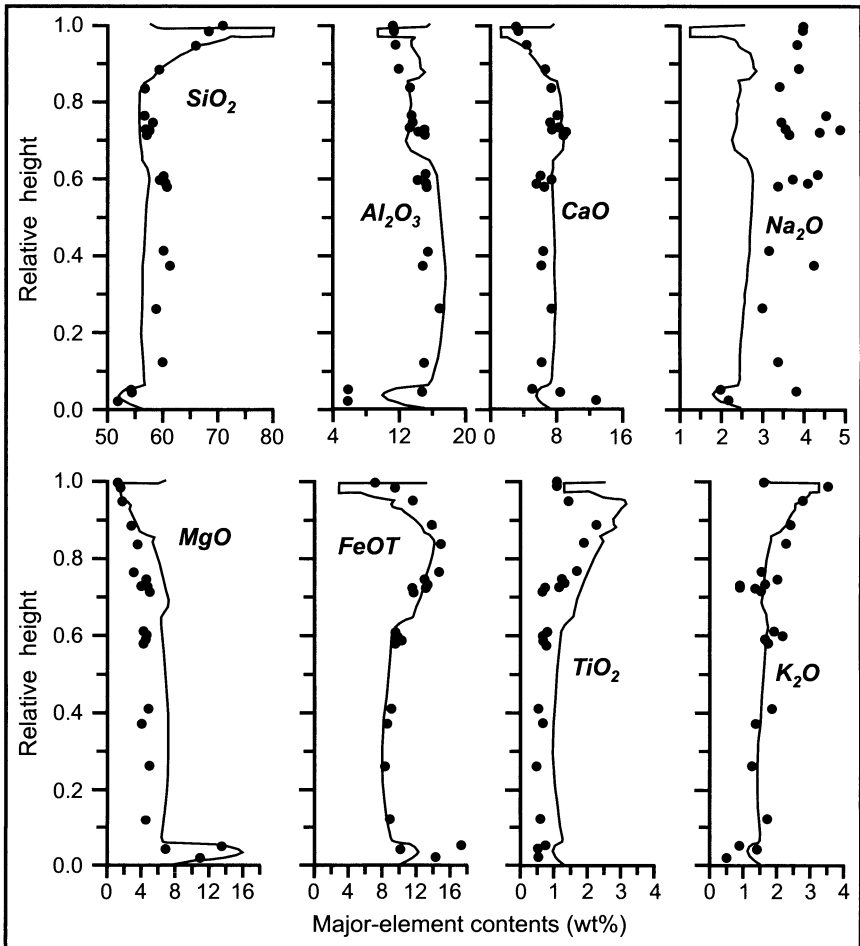 1.0
0.8
0.6
0.4
0.2
0.0
Relative height
SiO₂
Al₂O₃
CaO
Na₂O
50 60 70 80
4 12 20
0 8 16
1 2 3 4 5
1.0
0.8
0.6
0.4
0.2
0.0
Relative height
MgO
FeOT
TiO₂
K₂O
0 4 8 12 16
0 4 8 12 16
0 1 2 3 4
0 1 2 3 4
Major-element contents (wt%)